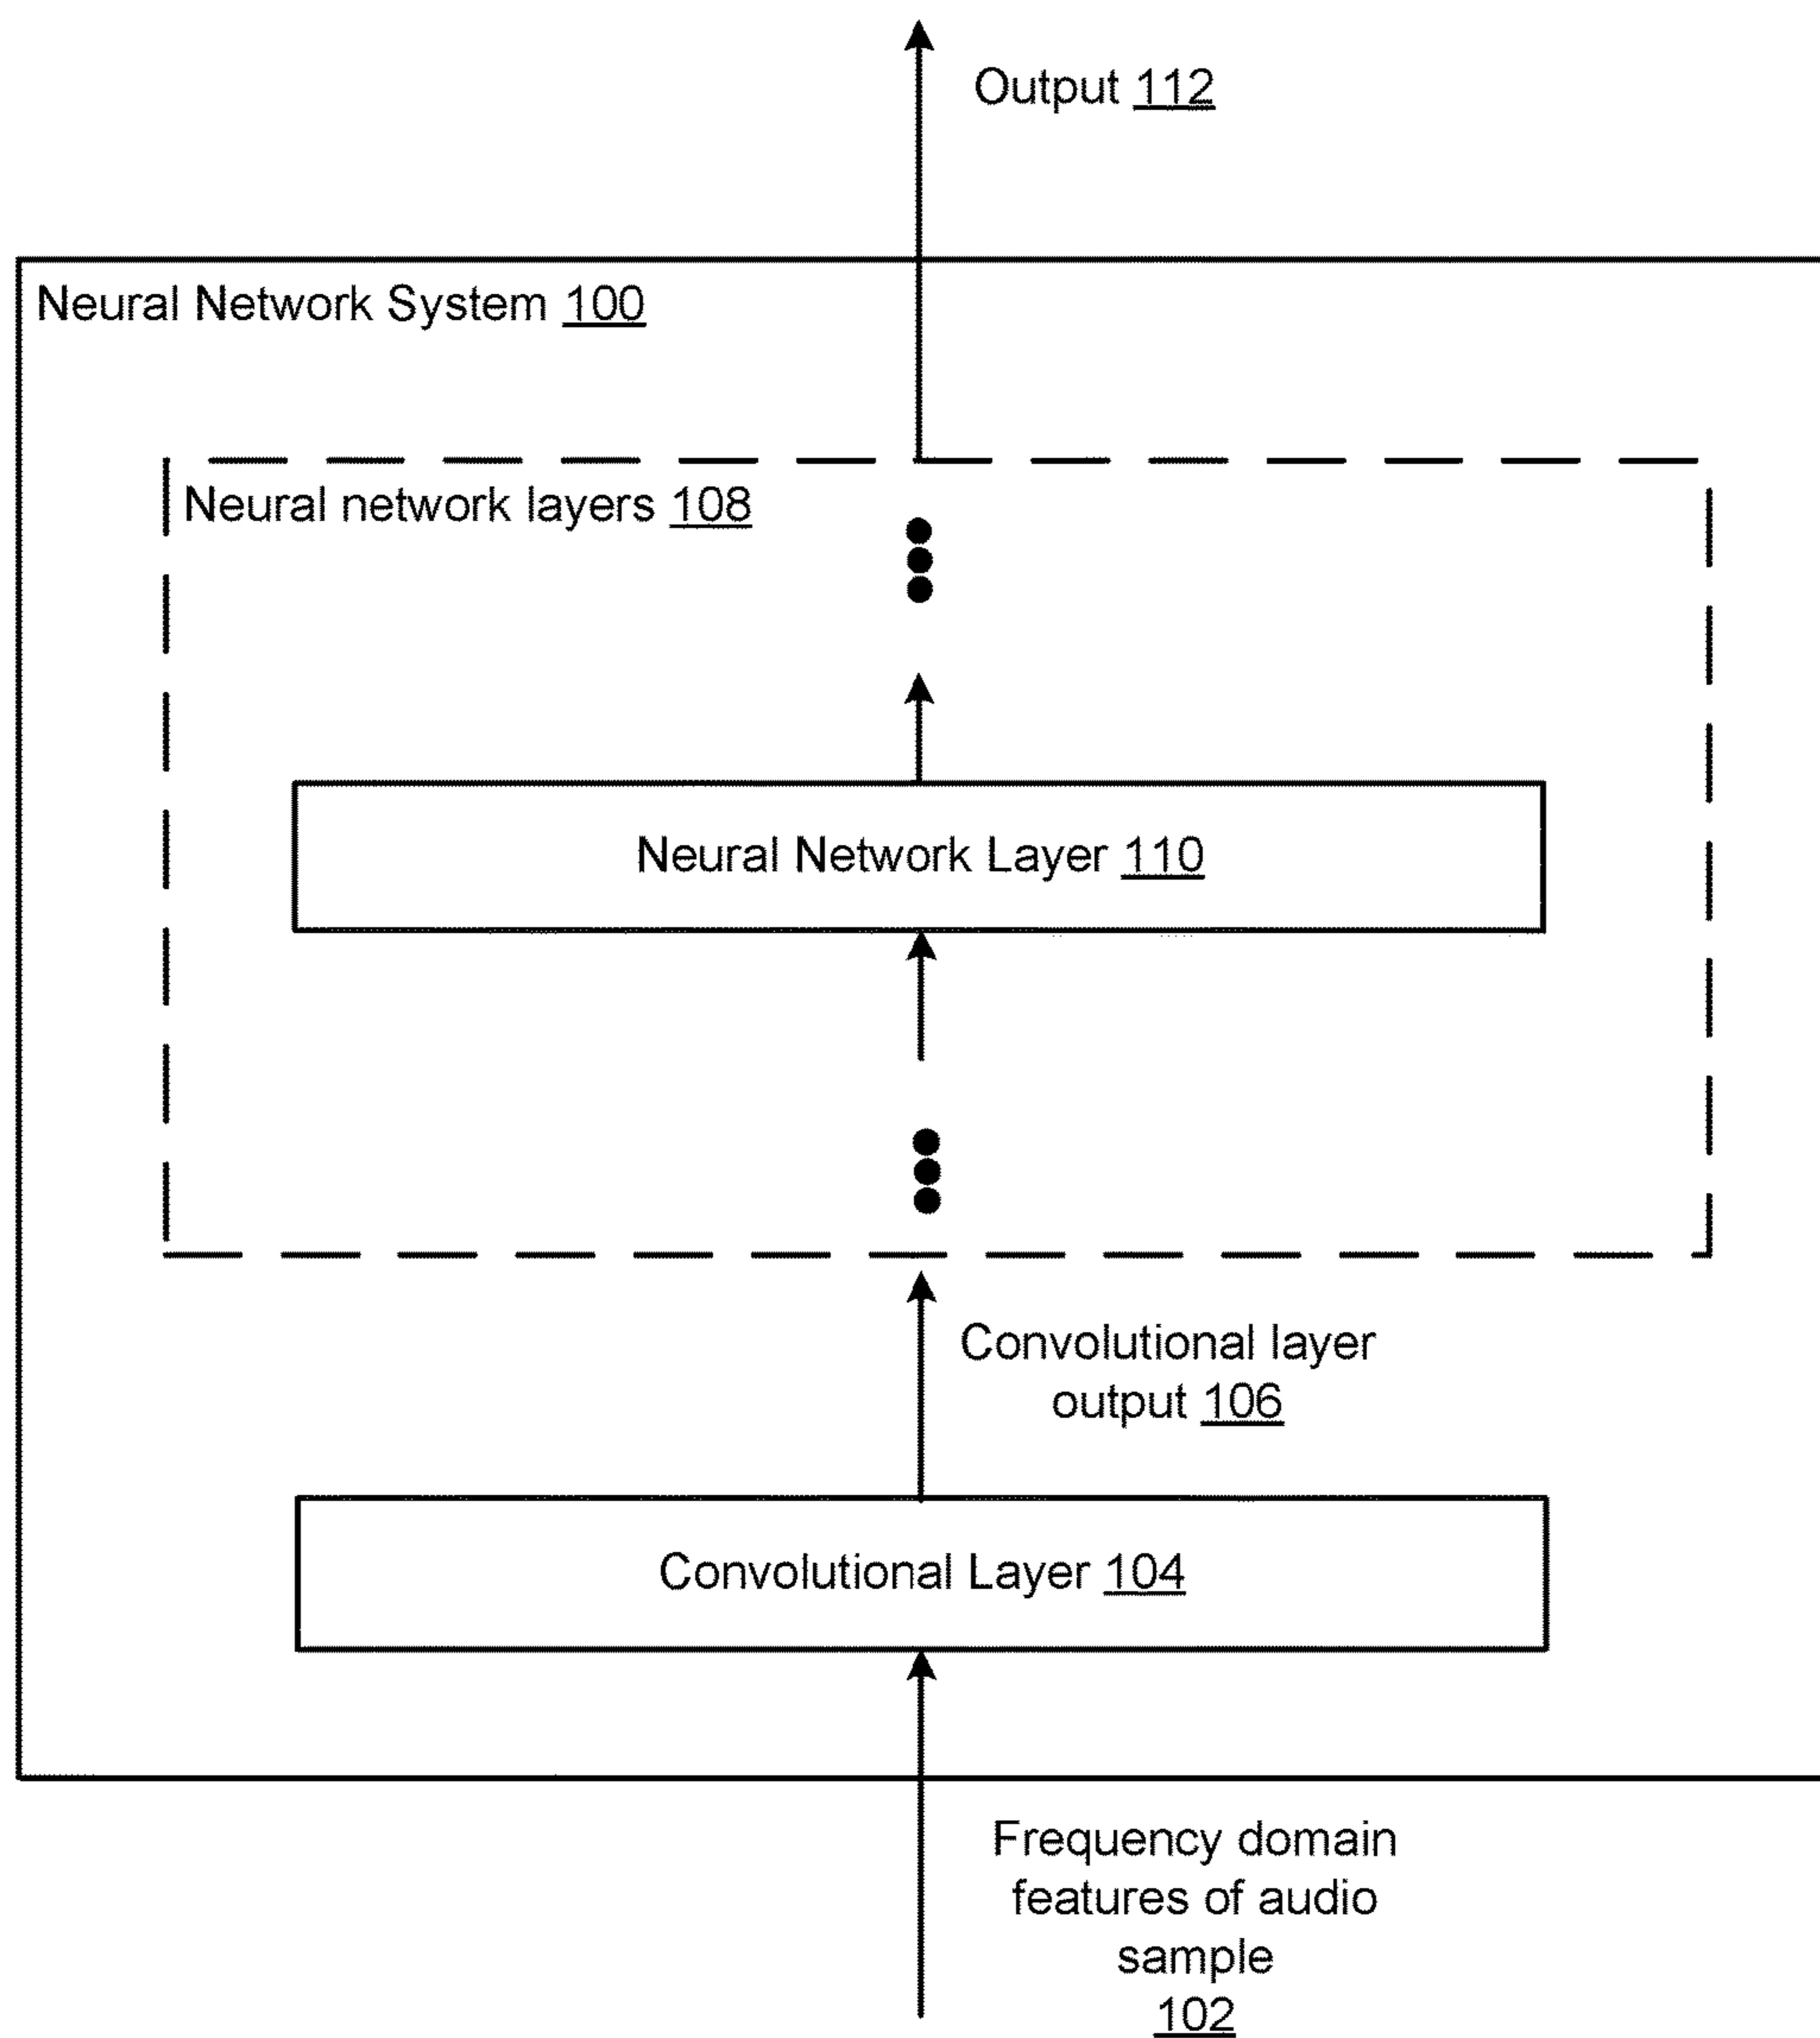 Output 112
Neural Network System 100
Neural network layers 108
Neural Network Layer 110
Convolutional layer
output 106
Convolutional Layer 104
Frequency domain
features of audio
sample
102